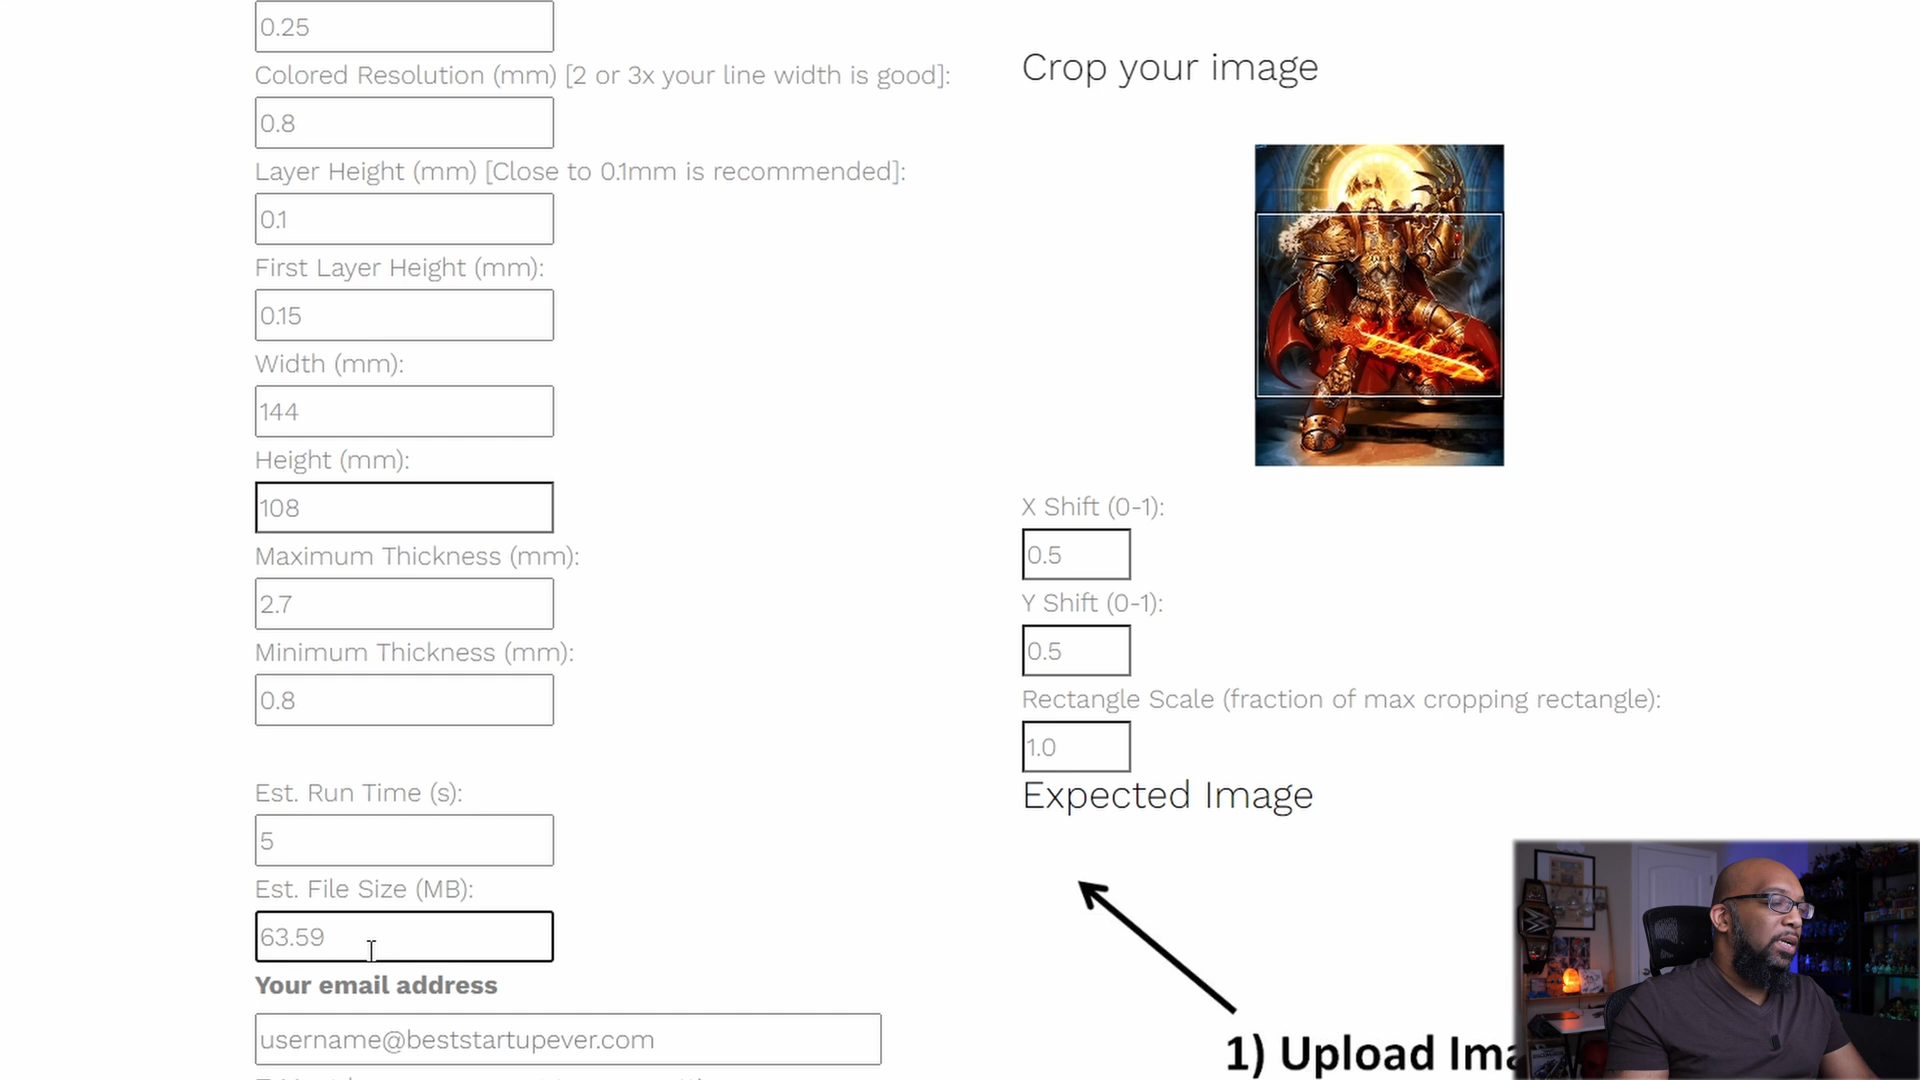 0.25
Colored Resolution (mm) [2 or 3x your line width is good]:
0.8
Layer Height (mm) [Close to 0.1mm is recommended]:
0.1
First Layer Height (mm):
0.15
Width (mm):
144
Height (mm):
108
Maximum Thickness (mm):
2.7
Minimum Thickness (mm):
0.8
Est. Run Time (s):
5
Est. File Size (MB):
63.59
Your email address
username@beststartupever.com
Crop your image
X Shift (0-1):
0.5
Y Shift (0-1):
0.5
Rectangle Scale (fraction of max cropping rectangle):
1.0
Expected Image
1) Upload Ima